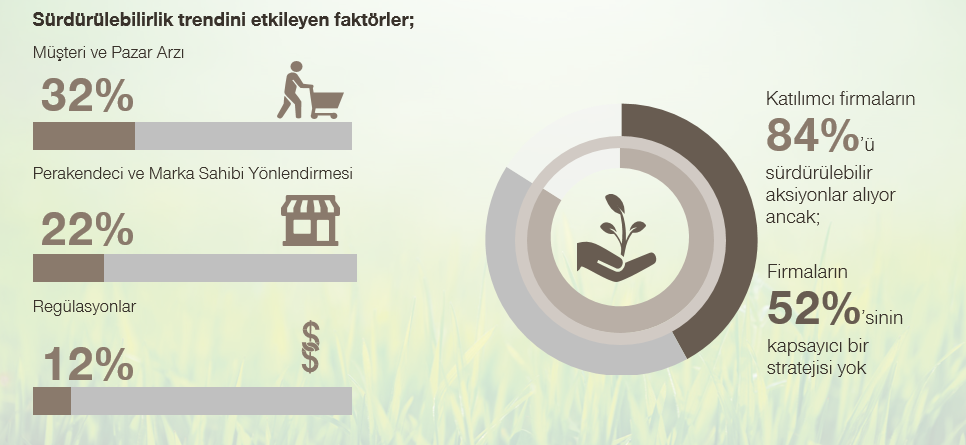 Sürdürülebilirlik trendini etkileyen faktörler;
Müşteri ve Pazar Arzı
32%
Perakendeci ve Marka Sahibi Yönlendirmesi
22%
Regülasyonlar
$
$
12%
Katılımcı firmaların
84%'ü
sürdürülebilir
aksiyonlar alıyor
ancak;
Firmaların
52%'sinin
kapsayıcı bir
stratejisi yok